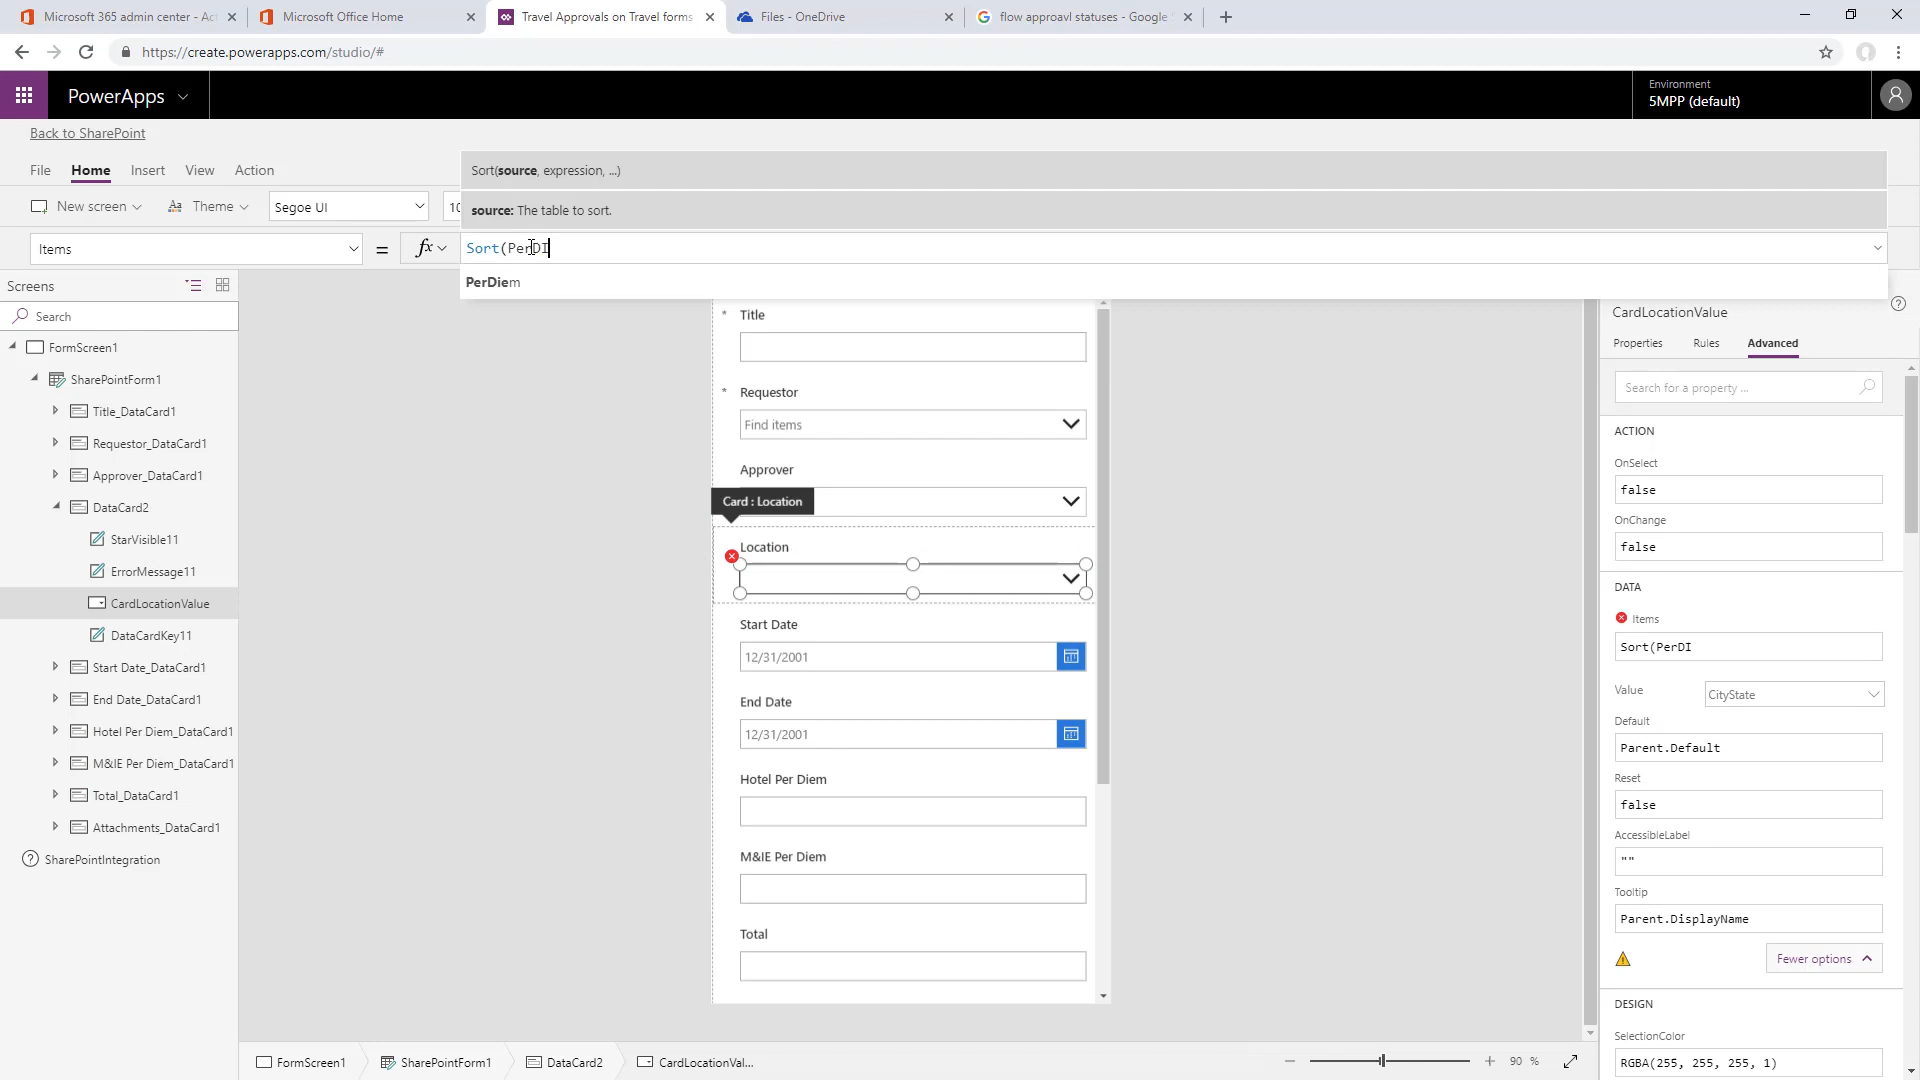 Microsoft 365 admin center - Act
Microsoft Office Home
Travel Approvals on Travel forms
Files - OneDrive
flow approavl statuses - Google
https://create.powerapps.com/studio/#
PowerApps
Environment
5MPP (default)
Back to SharePoint
File Home Insert View Action
Sort(source, expression, ...)
New screen
Theme
Segoe UI
10
source: The table to sort.
Items
=
fx
Sort(PerDI
PerDiem
Screens
Search
FormScreen1
SharePointForm1
Title_DataCard1
Requestor_DataCard1
Approver_DataCard1
DataCard2
StarVisible11
ErrorMessage11
CardLocationValue
DataCardKey11
Start Date_DataCard1
End Date_DataCard1
Hotel Per Diem_DataCard1
M&IE Per Diem_DataCard1
Total_DataCard1
Attachments_DataCard1
SharePointIntegration
* Title
* Requestor
Find items
Approver
Card : Location
Location
Start Date
12/31/2001
End Date
12/31/2001
Hotel Per Diem
M&IE Per Diem
Total
CardLocationValue
Properties Rules Advanced
Search for a property ...
ACTION
OnSelect
false
OnChange
false
DATA
Items
Sort(PerDI
Value
CityState
Default
Parent.Default
Reset
false
AccessibleLabel
""
Tooltip
Parent.DisplayName
Fewer options
DESIGN
SelectionColor
RGBA(255, 255, 255, 1)
FormScreen1
SharePointForm1
DataCard2
CardLocationVal...
90 %